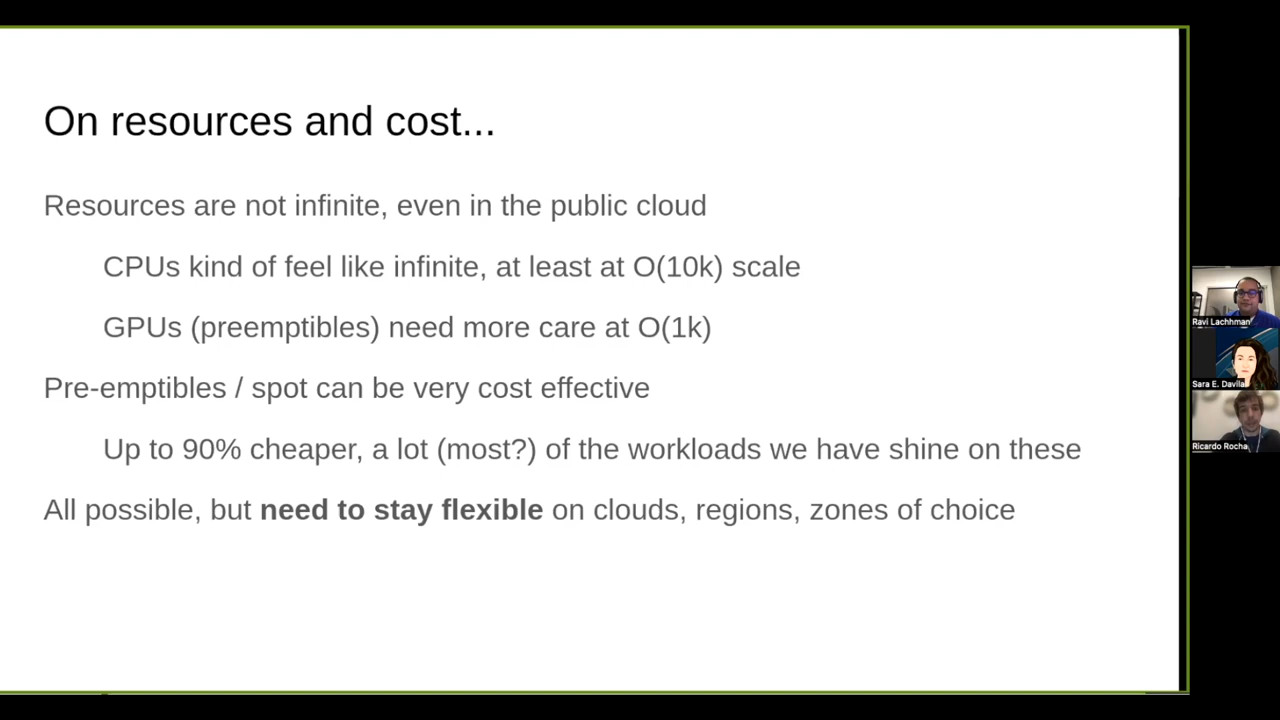 On resources and cost...
Resources are not infinite, even in the public cloud
CPUs kind of feel like infinite, at least at O(10k) scale
GPUs (preemptibles) need more care at O(1k)
Pre-emptibles / spot can be very cost effective
Up to 90% cheaper, a lot (most?) of the workloads we have shine on these
All possible, but need to stay flexible on clouds, regions, zones of choice
Ravi Lachhman
Sara E. Davila
Ricardo Rocha